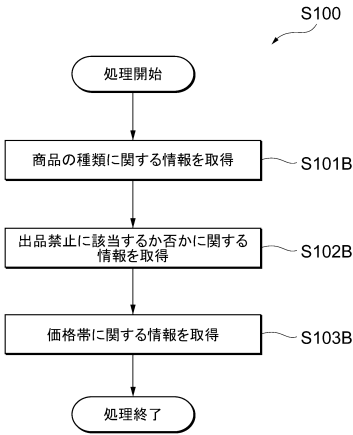 S100
処理開始
商品の種類に関する情報を取得
S101B
出品禁止に該当するか否かに関する
情報を取得
S102B
価格帯に関する情報を取得
S103B
処理終了